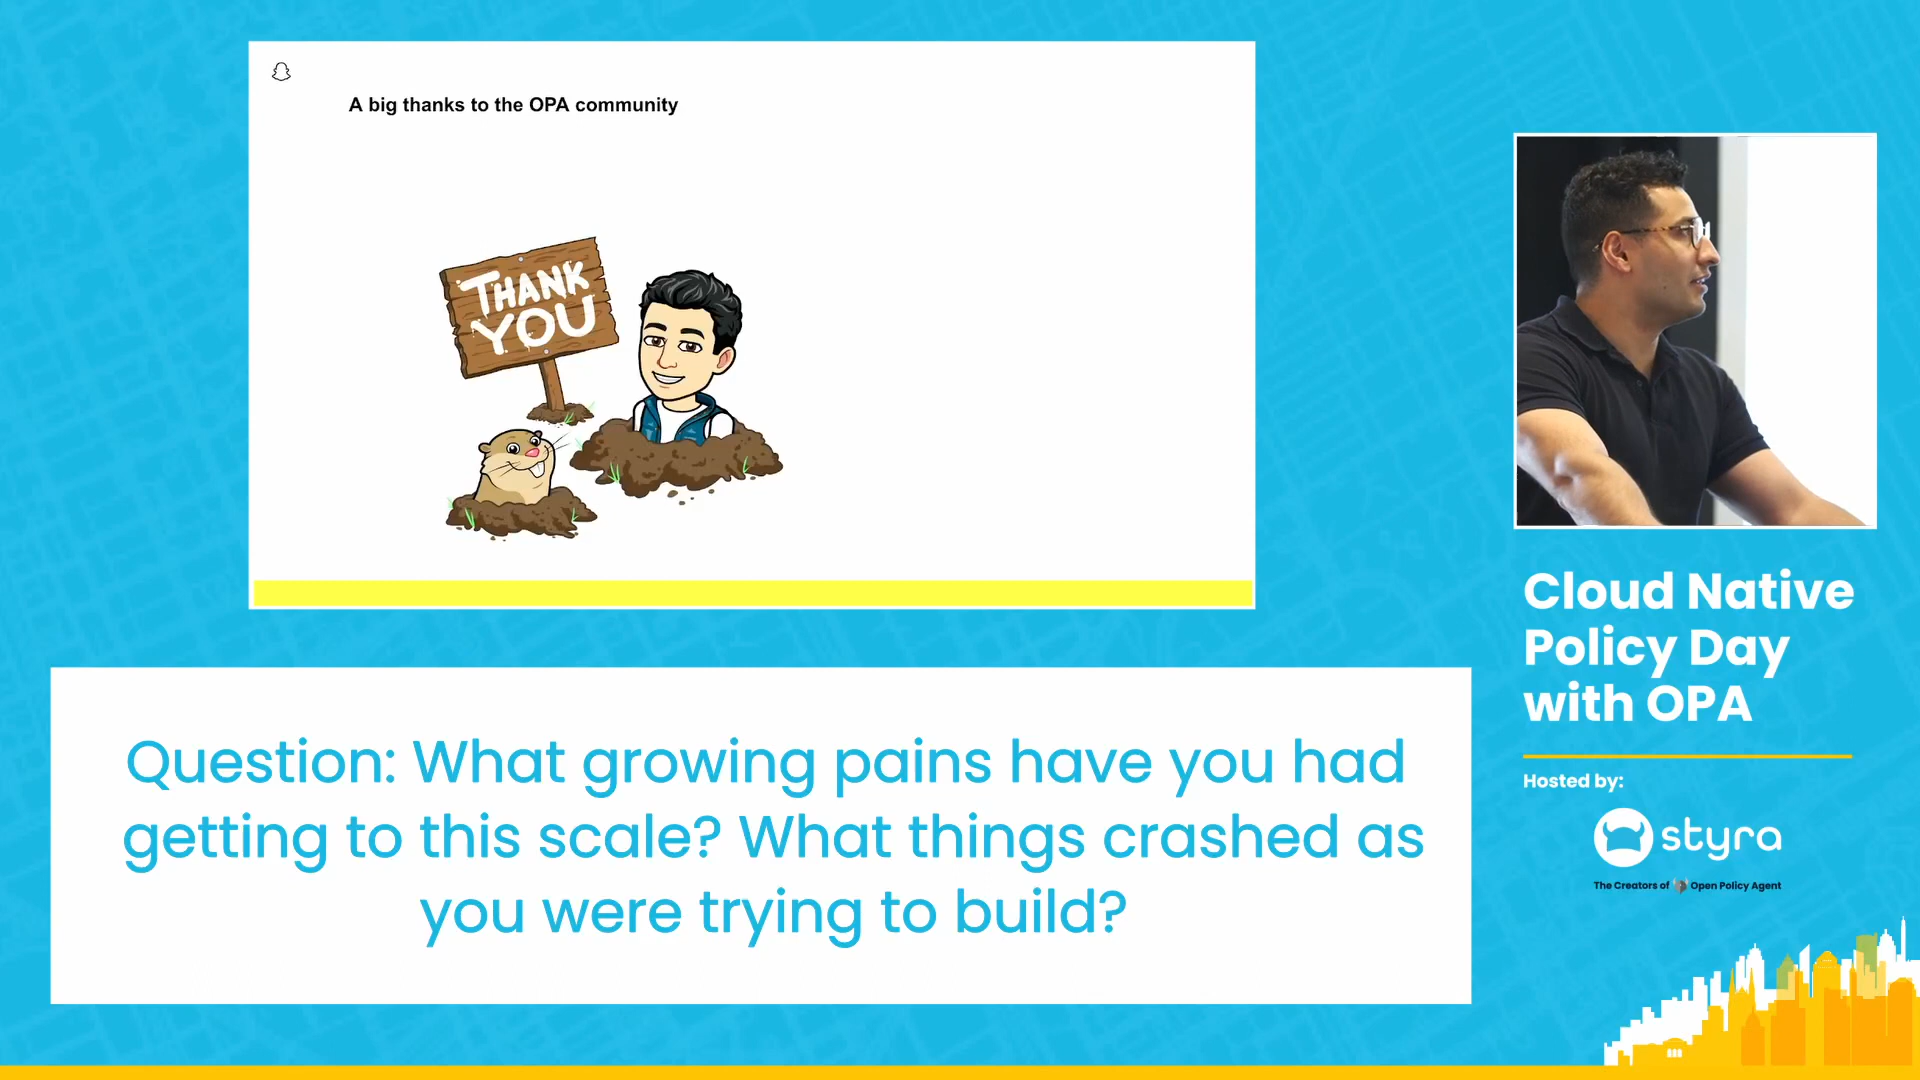 A big thanks to the OPA community
THANK
YOU
Question: What growing pains have you had
getting to this scale? What things crashed as
you were trying to build?
Cloud Native
Policy Day
with OPA
Hosted by:
styra
The Creators of Open Policy Agent